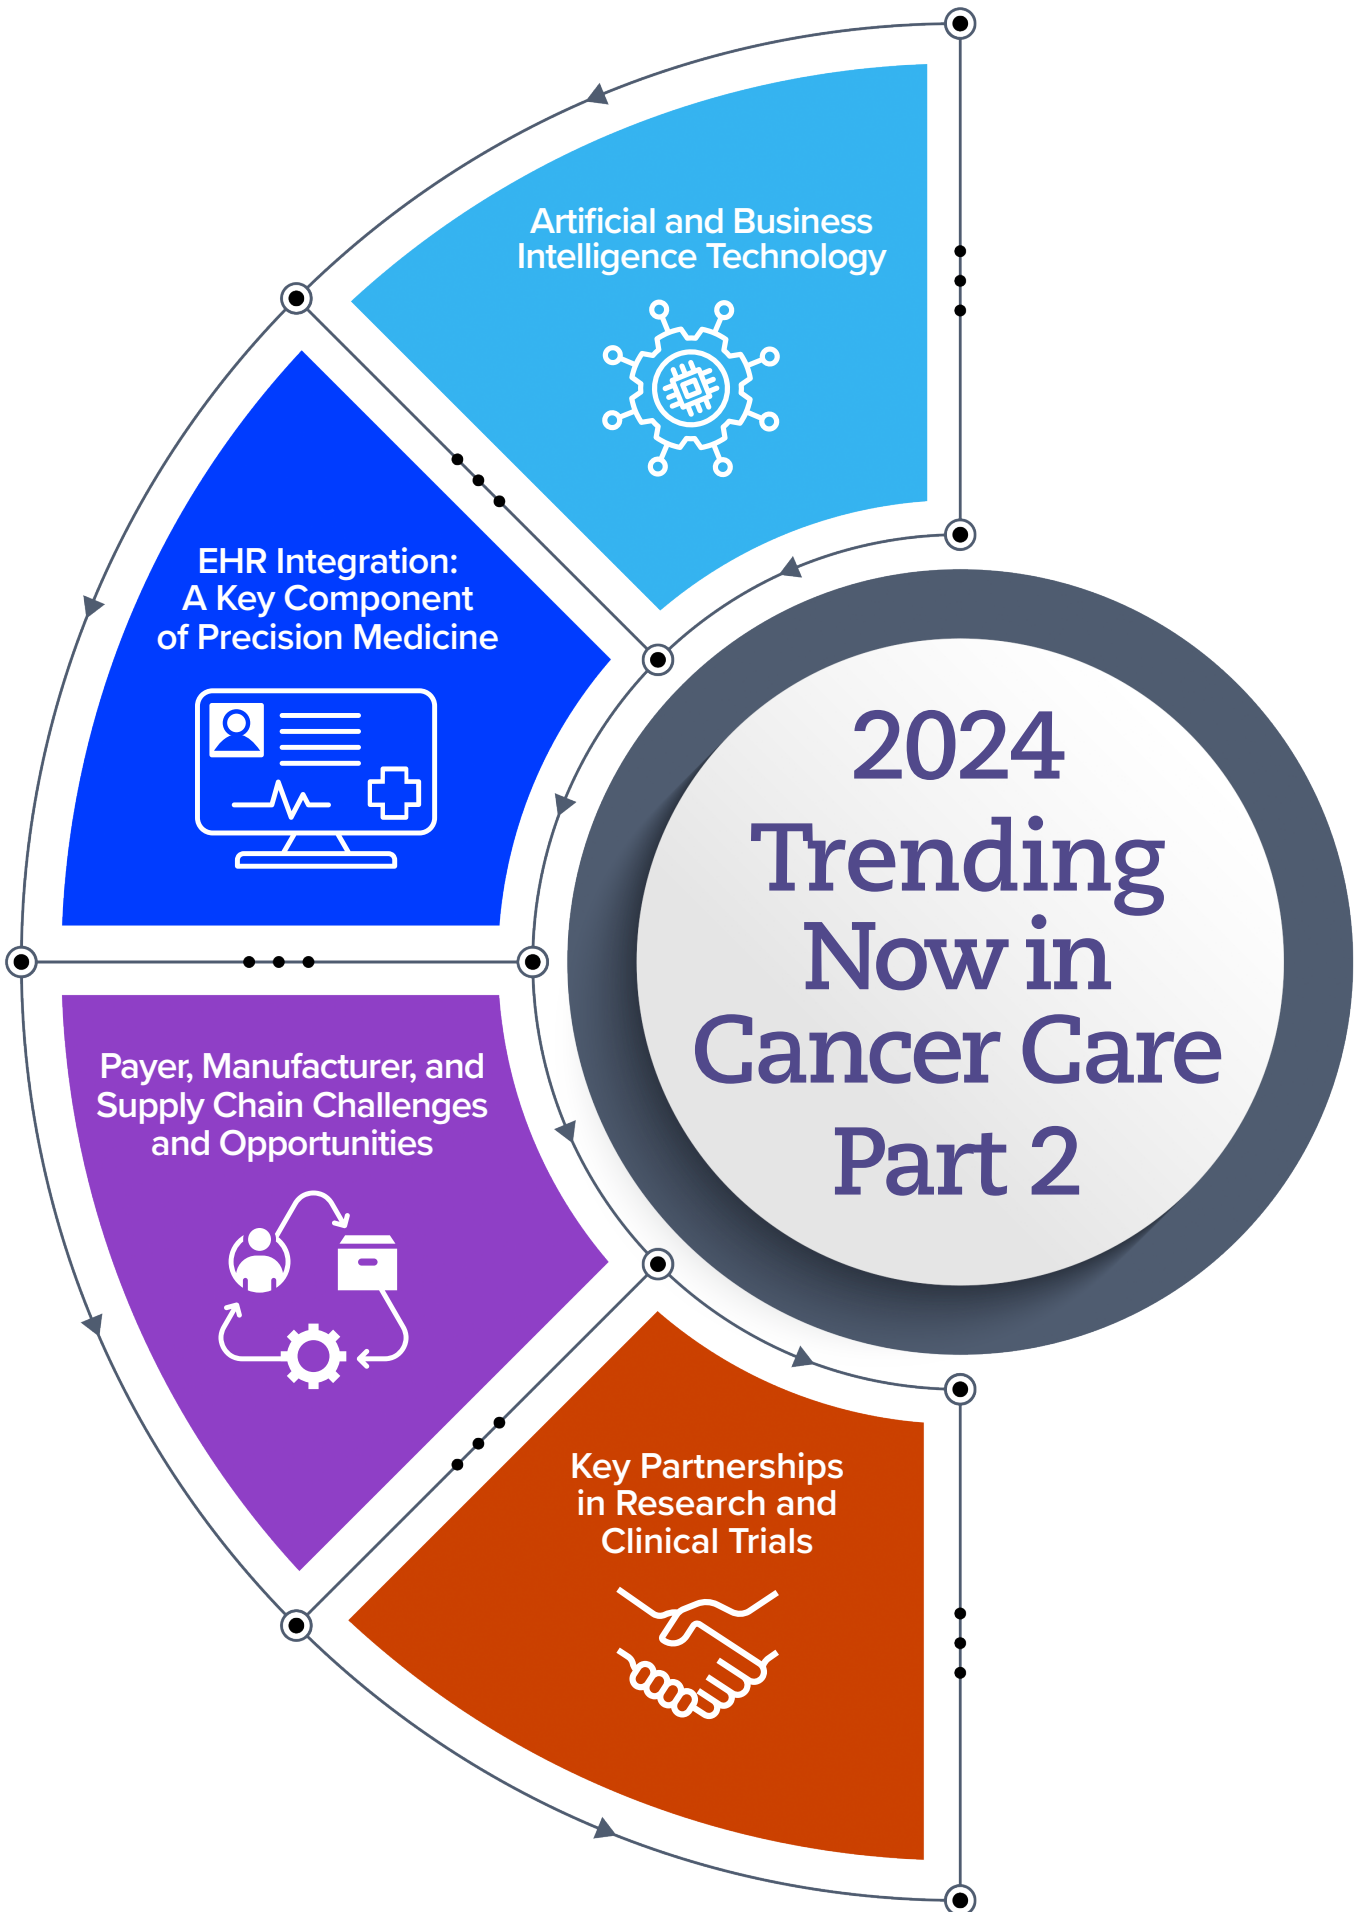 Artificial and Business
Intelligence Technology
EHR Integration:
A Key Component
of Precision Medicine
Payer, Manufacturer, and
Supply Chain Challenges
and Opportunities
Key Partnerships
in Research and
Clinical Trials
2024
Trending
Now in
Cancer Care
Part 2